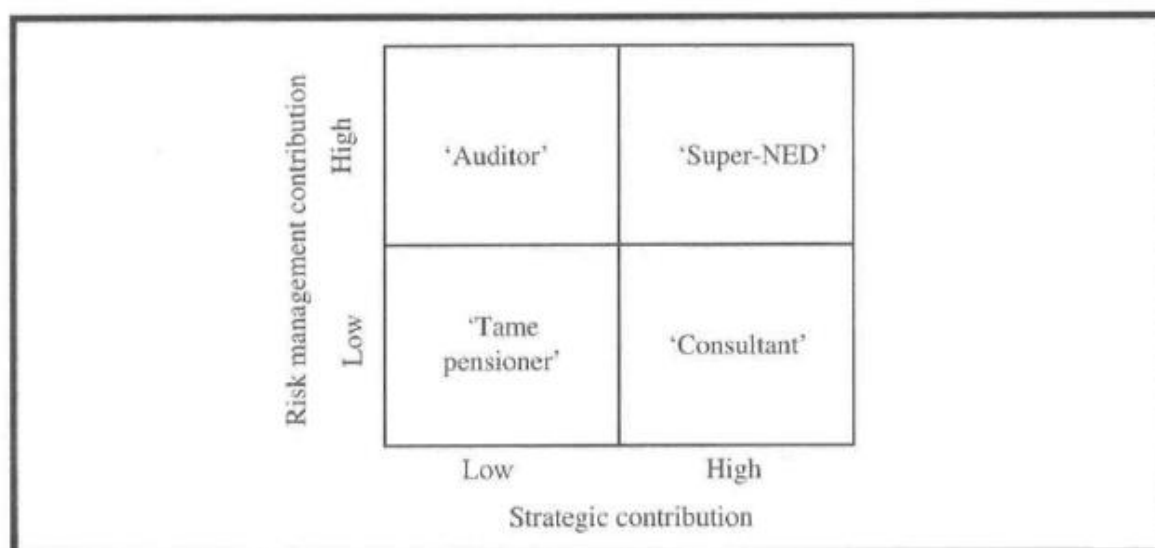 Risk management contribution
High
Low
‘Auditor’
‘Super-NED’
‘Tame
pensioner’
‘Consultant’
Low
High
Strategic contribution